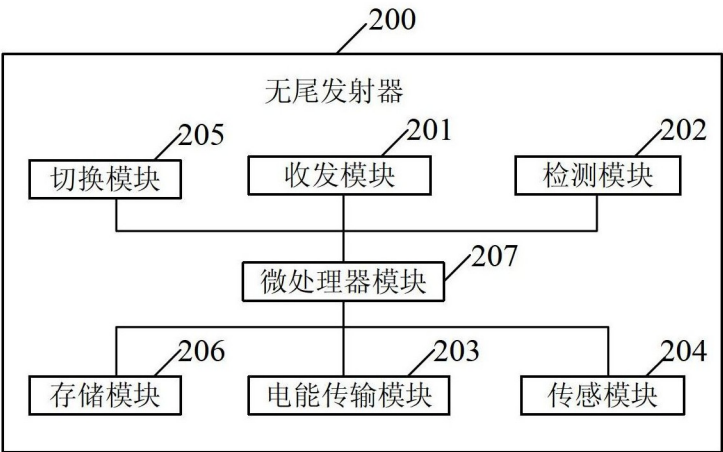 200
无尾发射器
205
201
202
切换模块
收发模块
检测模块
207
微处理器模块
206
203
204
存储模块
电能传输模块
传感模块